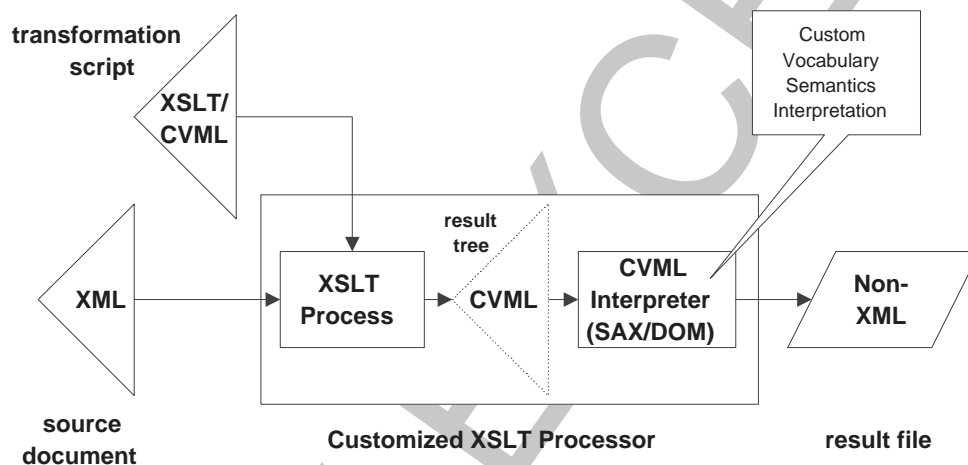 transformation
script
XSLT/
CVML
Custom
Vocabulary
Semantics
Interpretation
result
tree
XML
XSLT
Process
CVML
CVML
Interpreter
(SAX/DOM)
Non-
XML
source
document
Customized XSLT Processor
result file